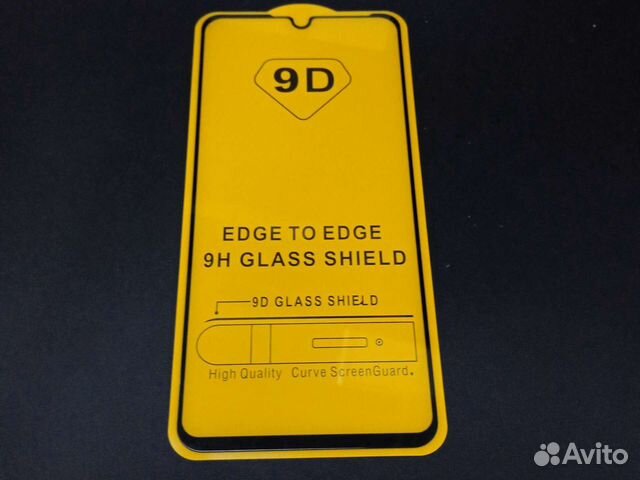 9D
EDGE TO EDGE
9H GLASS SHIELD
9D GLASS SHIELD
High Quality Curve ScreenGuard.
Avito